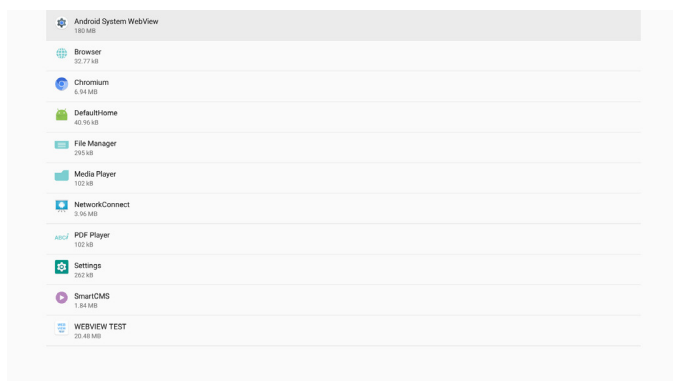 Android System WebView
180 MB
Browser
32.77 kB
Chromium
6.94 MB
DefaultHome
40.96 kB
File Manager
295 kB
Media Player
102 kB
NetworkConnect
3.96 MB
PDF Player
102 kB
Settings
262 kB
SmartCMS
1.84 MB
WEBVIEW TEST
20.48 MB